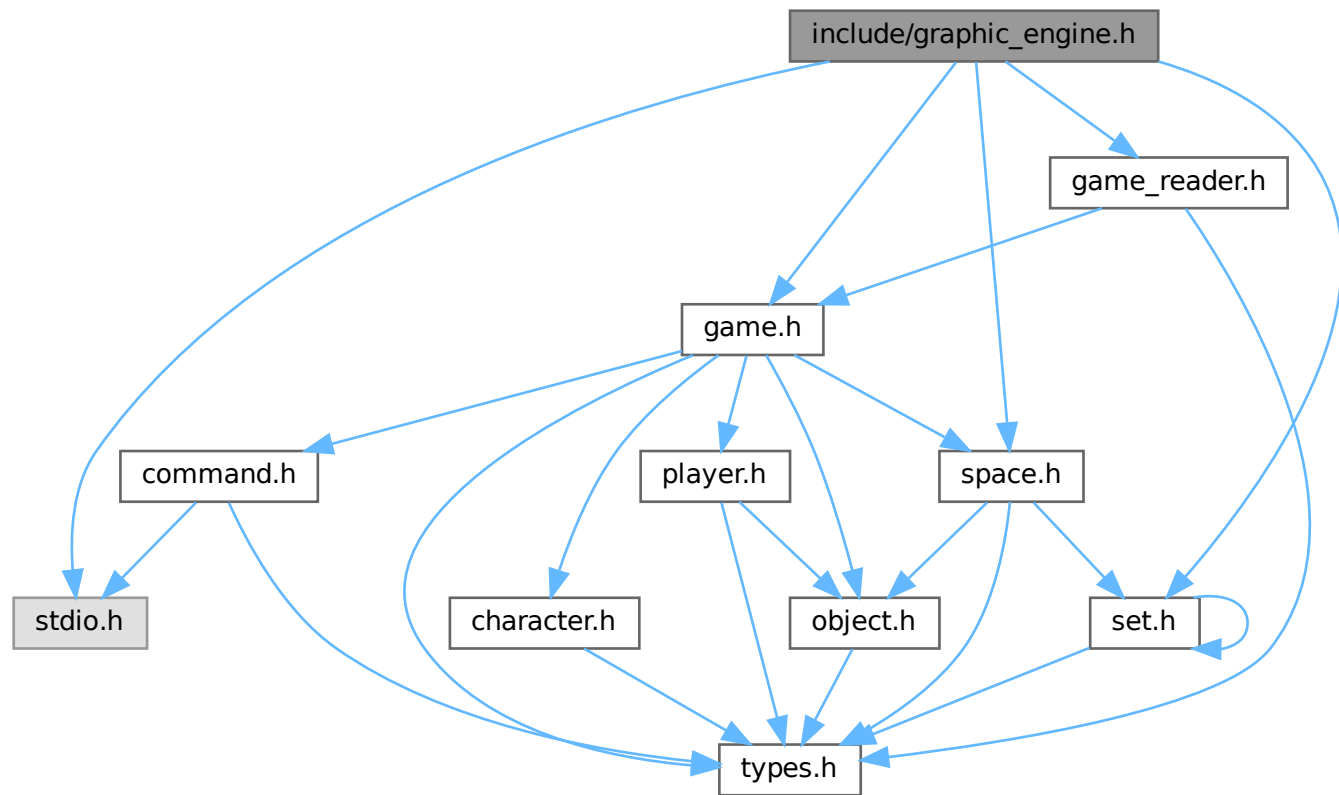 include/graphic_engine.h
game_reader.h
game.h
command.h
player.h
space.h
stdio.h
character.h
object.h
set.h
types.h